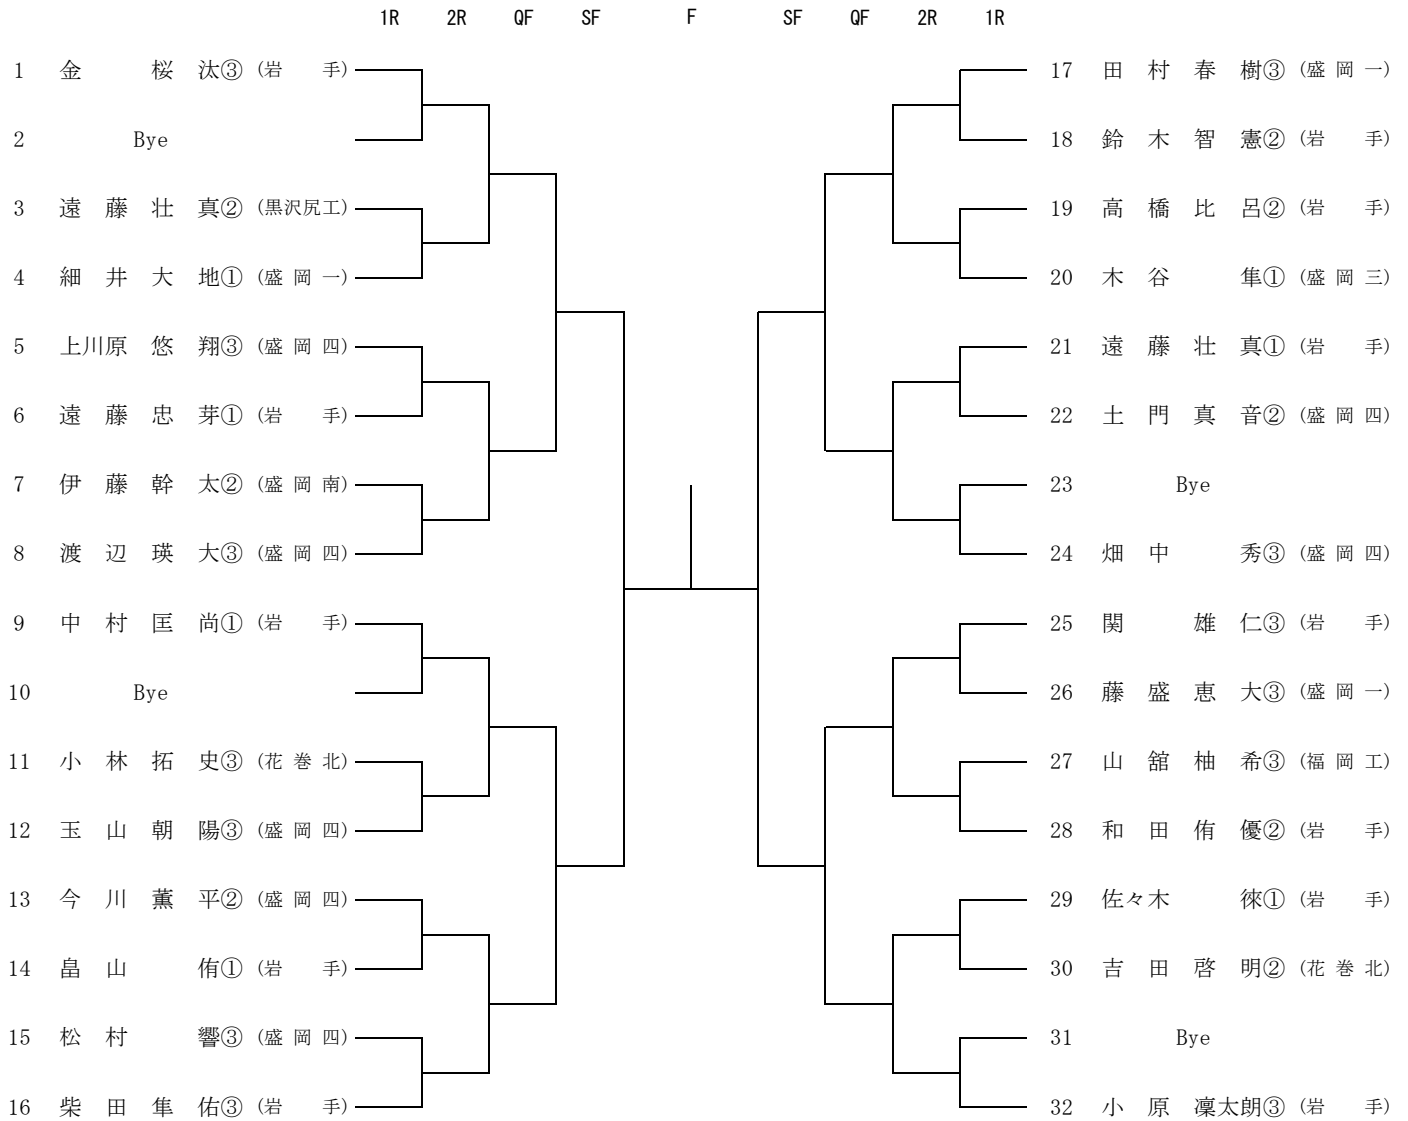 1R 2R QF SF F SF QF 2R 1R
1 金 桜 汰③ (岩 手)
2 Bye
3 遠 藤 壮 真② (黒沢尻工)
4 細 井 大 地① (盛 岡 一)
5 上川原 悠 翔③ (盛 岡 四)
6 遠 藤 忠 芽① (岩 手)
7 伊 藤 幹 太② (盛 岡 南)
8 渡 辺 瑛 大③ (盛 岡 四)
9 中 村 匡 尚① (岩 手)
10 Bye
11 小 林 拓 史③ (花 巻 北)
12 玉 山 朝 陽③ (盛 岡 四)
13 今 川 薫 平② (盛 岡 四)
14 畠 山 侑① (岩 手)
15 松 村 響③ (盛 岡 四)
16 柴 田 隼 佑③ (岩 手)
17 田 村 春 樹③ (盛 岡 一)
18 鈴 木 智 憲② (岩 手)
19 高 橋 比 呂② (岩 手)
20 木 谷 隼① (盛 岡 三)
21 遠 藤 壮 真① (岩 手)
22 土 門 真 音② (盛 岡 四)
23 Bye
24 畑 中 秀③ (盛 岡 四)
25 関 雄 仁③ (岩 手)
26 藤 盛 恵 大③ (盛 岡 一)
27 山 舘 柚 希③ (福 岡 工)
28 和 田 侑 優② (岩 手)
29 佐々木 徠① (岩 手)
30 吉 田 啓 明② (花 巻 北)
31 Bye
32 小 原 凜太朗③ (岩 手)